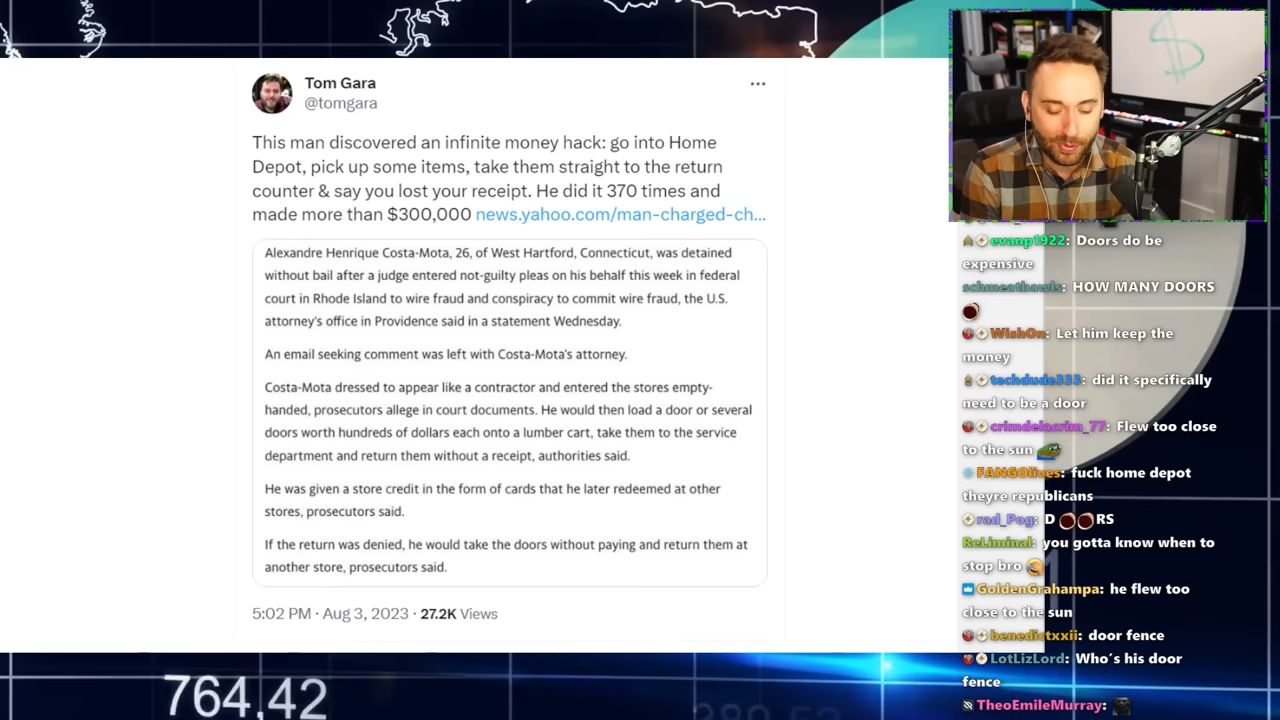 Tom Gara
@tomgara
This man discovered an infinite money hack: go into Home
Depot, pick up some items, take them straight to the return
counter & say you lost your receipt. He did it 370 times and
made more than $300,000 news.yahoo.com/man-charged-ch...
Alexandre Henrique Costa-Mota, 26, of West Hartford, Connecticut, was detained
without bail after a judge entered not-guilty pleas on his behalf this week in federal
court in Rhode Island to wire fraud and conspiracy to commit wire fraud, the U.S.
attorney's office in Providence said in a statement Wednesday.
An email seeking comment was left with Costa-Mota's attorney.
Costa-Mota dressed to appear like a contractor and entered the stores empty-
handed, prosecutors allege in court documents. He would then load a door or several
doors worth hundreds of dollars each onto a lumber cart, take them to the service
department and return them without a receipt, authorities said.
He was given a store credit in the form of cards that he later redeemed at other
stores, prosecutors said.
If the return was denied, he would take the doors without paying and return them at
another store, prosecutors said.
5:02 PM · Aug 3, 2023 · 27.2K Views
764,42
$
evanp1922: Doors do be
expensive
schmeatbawls: HOW MANY DOORS
WishOn: Let him keep the
money
techdude333: did it specifically
need to be a door
crimdelacrim_77: Flew too close
to the sun
FANGOlives: fuck home depot
theyre republicans
rad_Pog: D RS
ReLiminal: you gotta know when to
stop bro
GoldenGrahampa: he flew too
close to the sun
benedictxxii: door fence
LotLizLord: Who's his door
fence
TheoEmileMurray: